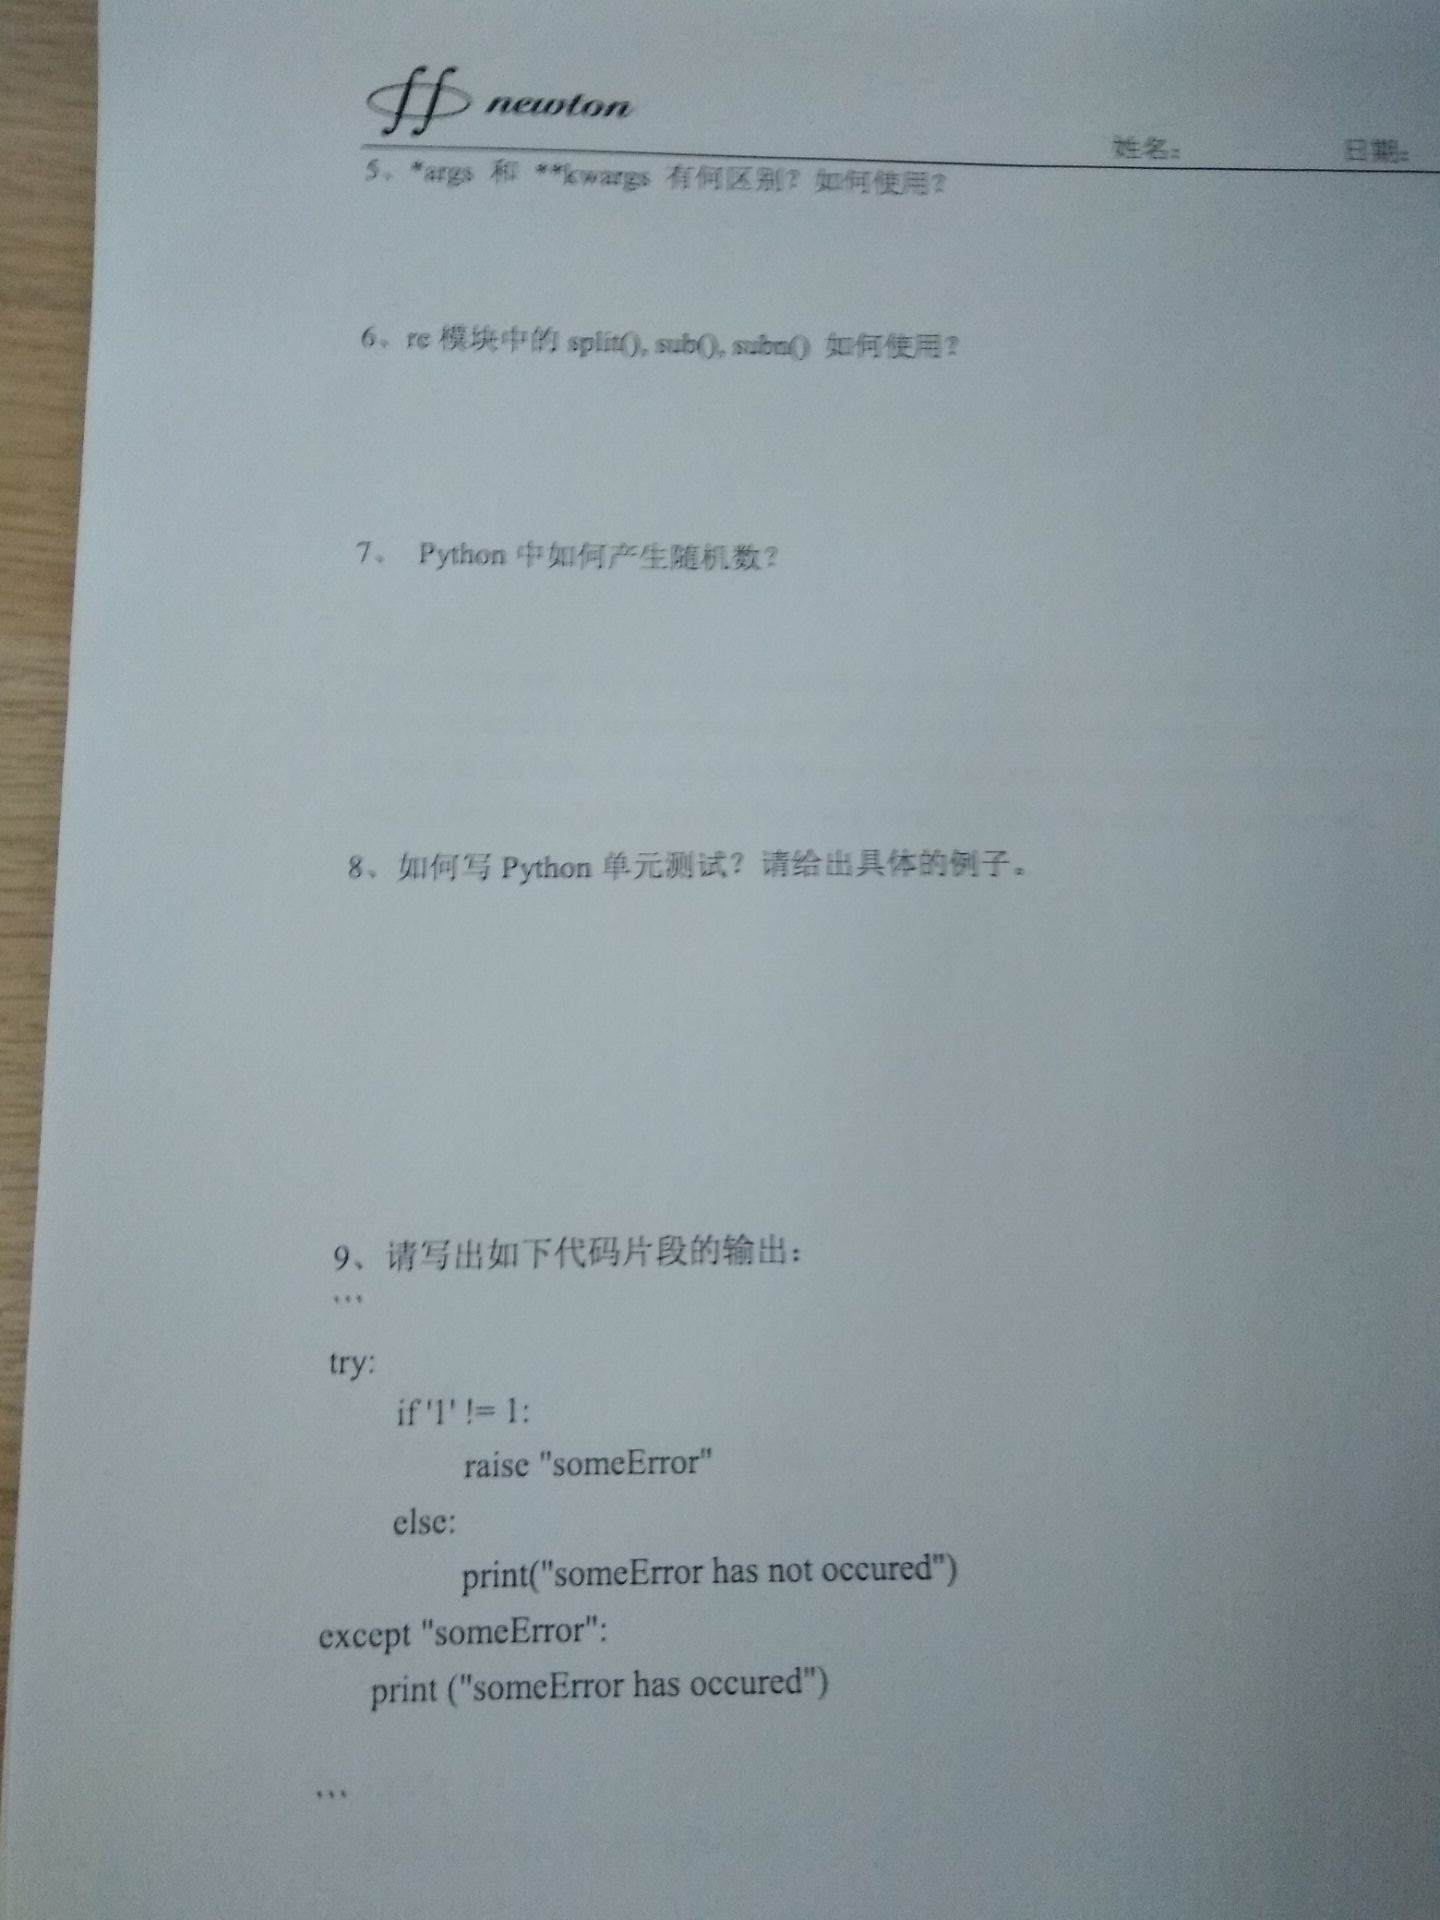 newton
姓名: 日期:
5、*args 和 **kwargs 有何区别？如何使用？
6、re 模块中的 split(), sub(), subn() 如何使用？
7、 Python 中如何产生随机数？
8、如何写 Python 单元测试？请给出具体的例子。
9、请写出如下代码片段的输出：
```
try:
if '1' != 1:
raise "someError"
else:
print("someError has not occured")
except "someError":
print ("someError has occured")
```